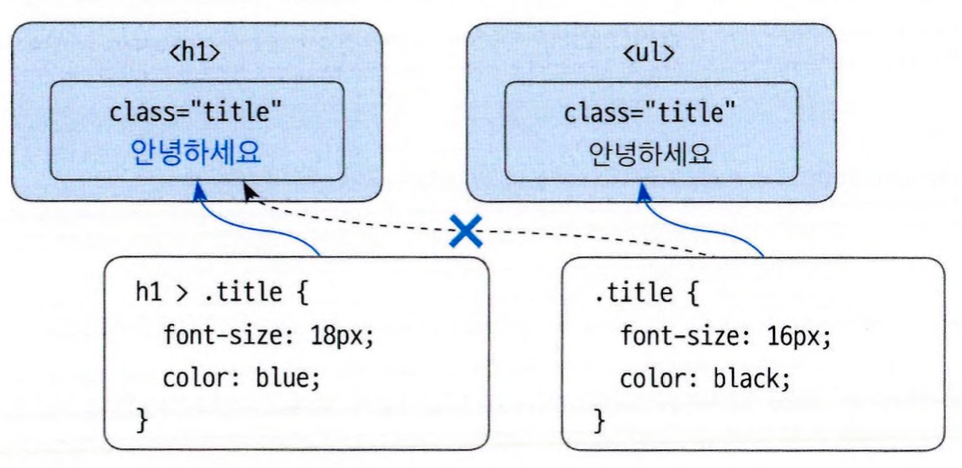 <h1>
class="title"
안녕하세요
<ul>
class="title"
안녕하세요
h1 > .title {
font-size: 18px;
color: blue;
}
.title {
font-size: 16px;
color: black;
}